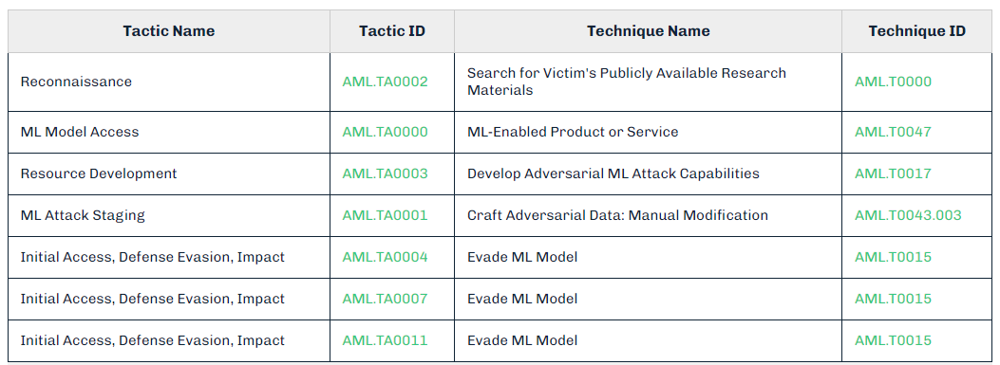 Tactic Name Tactic ID Technique Name Technique ID
Reconnaissance AML.TA0002 Search for Victim's Publicly Available Research
Materials AML.T0000
ML Model Access AML.TA0000 ML-Enabled Product or Service AML.T0047
Resource Development AML.TA0003 Develop Adversarial ML Attack Capabilities AML.T0017
ML Attack Staging AML.TA0001 Craft Adversarial Data: Manual Modification AML.T0043.003
Initial Access, Defense Evasion, Impact AML.TA0004 Evade ML Model AML.T0015
Initial Access, Defense Evasion, Impact AML.TA0007 Evade ML Model AML.T0015
Initial Access, Defense Evasion, Impact AML.TA0011 Evade ML Model AML.T0015